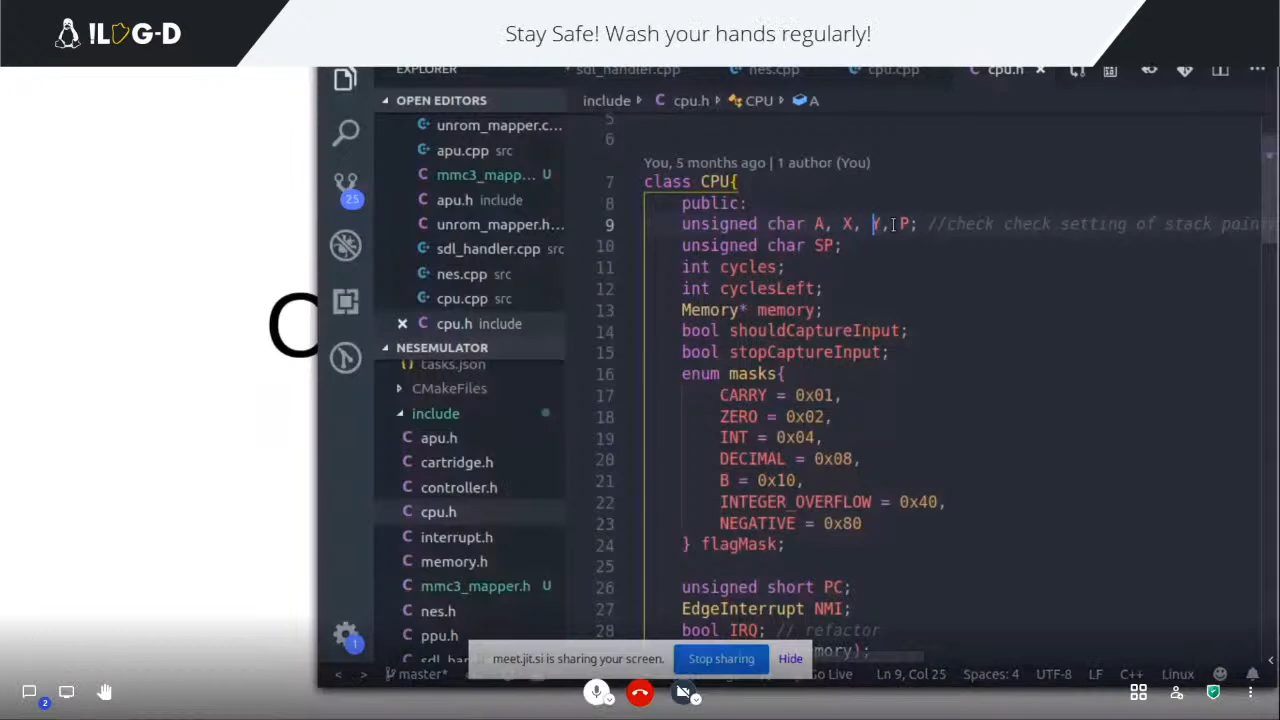 !LUG-D
Stay Safe! Wash your hands regularly!
EXPLORER
sdl_handler.cpp
nes.cpp
cpu.cpp
cpu.h
OPEN EDITORS
include
cpu.h
CPU
A
unrom_mapper.c...
apu.cpp src
mmc3_mapp... U
apu.h include
unrom_mapper.h...
sdl_handler.cpp src
nes.cpp src
cpu.cpp src
cpu.h include
NESEMULATOR
tasks.json
CMakeFiles
include
apu.h
cartridge.h
controller.h
cpu.h
interrupt.h
memory.h
mmc3_mapper.h U
nes.h
ppu.h
25
1
5
6
You, 5 months ago | 1 author (You)
7 class CPU{
8 public:
9 unsigned char A, X, Y, P; //check check setting of stack point
10 unsigned char SP;
11 int cycles;
12 int cyclesLeft;
13 Memory* memory;
14 bool shouldCaptureInput;
15 bool stopCaptureInput;
16 enum masks{
17 CARRY = 0x01,
18 ZERO = 0x02,
19 INT = 0x04,
20 DECIMAL = 0x08,
21 B = 0x10,
22 INTEGER_OVERFLOW = 0x40,
23 NEGATIVE = 0x80
24 } flagMask;
25
26 unsigned short PC;
27 EdgeInterrupt NMI;
28 bool IRQ; // refactor
meet.jit.si is sharing your screen.
Stop sharing
Hide
master*
Go Live
Ln 9, Col 25
Spaces: 4
UTF-8
LF
C++
Linux
2